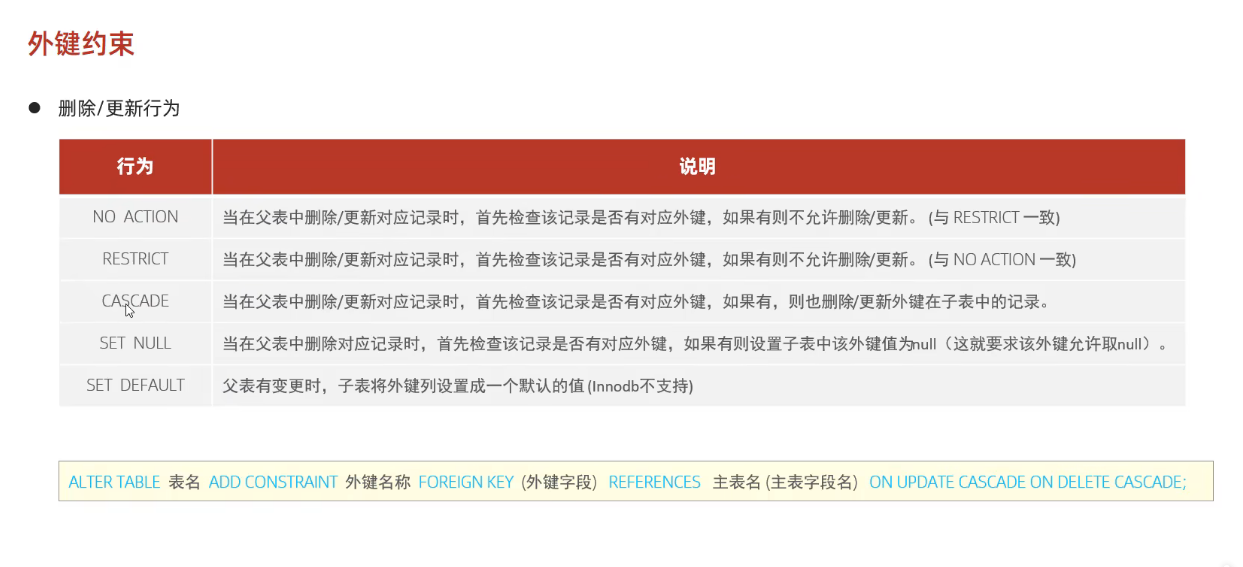 外键约束
● 删除/更新行为
行为 说明
NO ACTION 当在父表中删除/更新对应记录时，首先检查该记录是否有对应外键，如果有则不允许删除/更新。 (与 RESTRICT 一致)
RESTRICT 当在父表中删除/更新对应记录时，首先检查该记录是否有对应外键，如果有则不允许删除/更新。 (与 NO ACTION 一致)
CASCADE 当在父表中删除/更新对应记录时，首先检查该记录是否有对应外键，如果有，则也删除/更新外键在子表中的记录。
SET NULL 当在父表中删除对应记录时，首先检查该记录是否有对应外键，如果有则设置子表中该外键值为null（这就要求该外键允许取null）。
SET DEFAULT 父表有变更时，子表将外键列设置成一个默认的值 (Innodb不支持)
ALTER TABLE 表名 ADD CONSTRAINT 外键名称 FOREIGN KEY (外键字段) REFERENCES 主表名 (主表字段名) ON UPDATE CASCADE ON DELETE CASCADE;